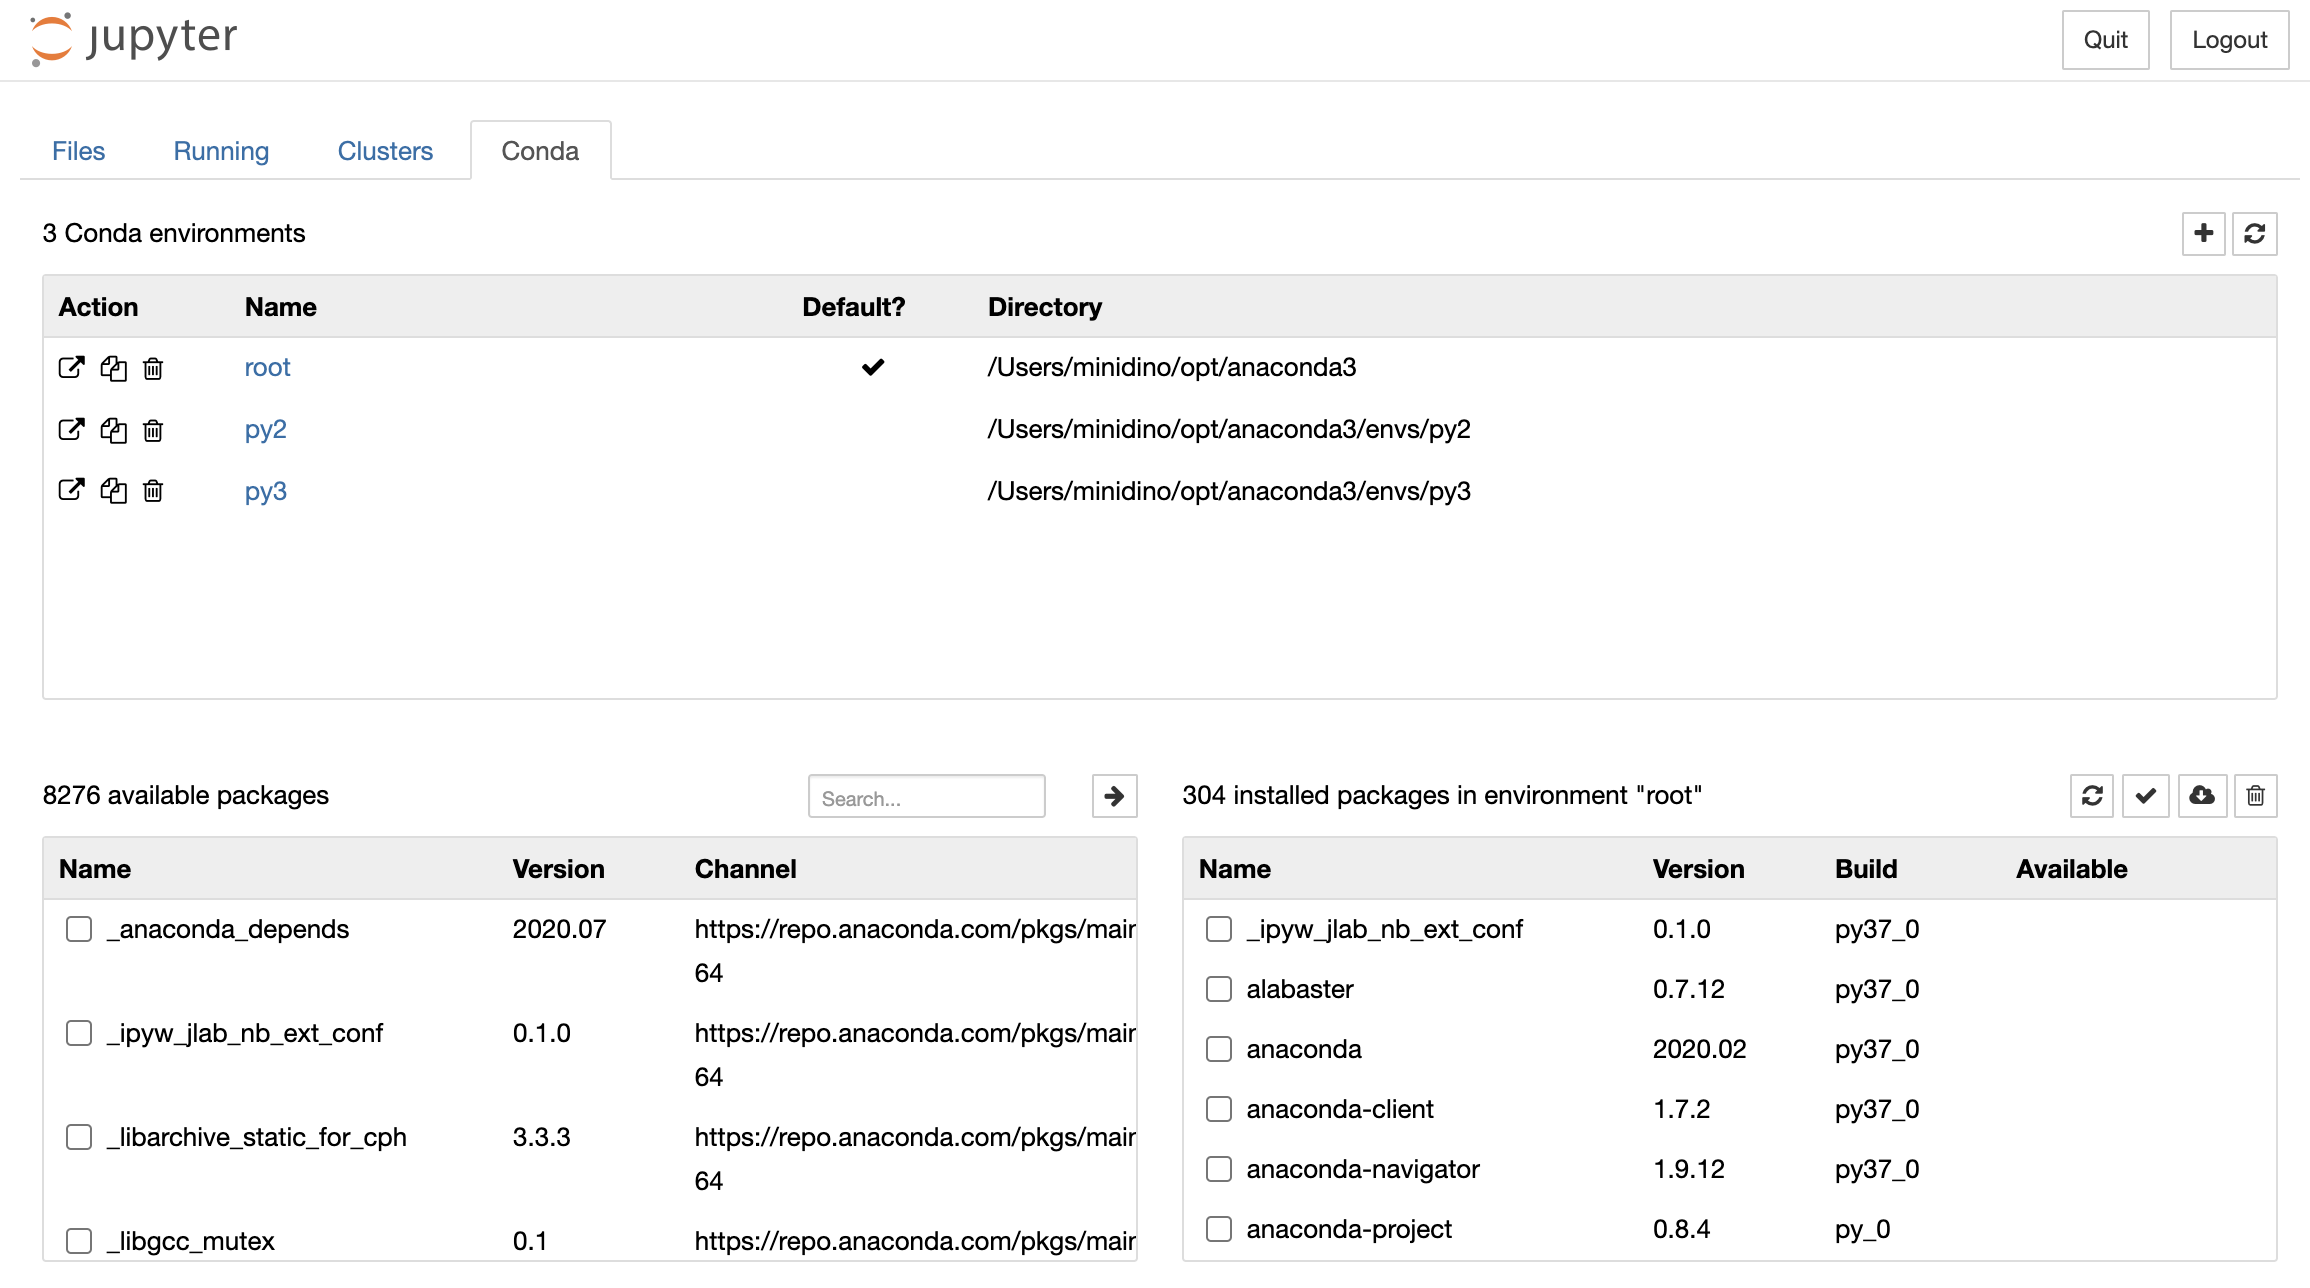 jupyter
Quit Logout
Files Running Clusters Conda
3 Conda environments
Action Name Default? Directory
root /Users/minidino/opt/anaconda3
py2 /Users/minidino/opt/anaconda3/envs/py2
py3 /Users/minidino/opt/anaconda3/envs/py3
8276 available packages Search...
Name Version Channel
_anaconda_depends 2020.07 https://repo.anaconda.com/pkgs/main
64
_ipyw_jlab_nb_ext_conf 0.1.0 https://repo.anaconda.com/pkgs/main
64
_libarchive_static_for_cph 3.3.3 https://repo.anaconda.com/pkgs/main
64
_libgcc_mutex 0.1 https://repo.anaconda.com/pkgs/main
304 installed packages in environment "root"
Name Version Build Available
_ipyw_jlab_nb_ext_conf 0.1.0 py37_0
alabaster 0.7.12 py37_0
anaconda 2020.02 py37_0
anaconda-client 1.7.2 py37_0
anaconda-navigator 1.9.12 py37_0
anaconda-project 0.8.4 py_0